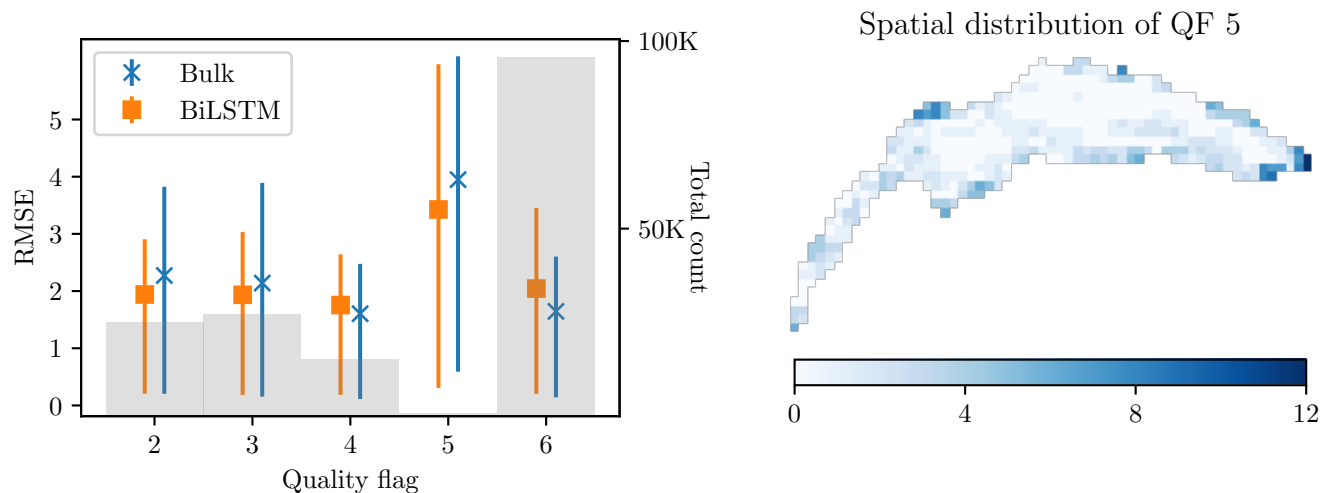 Bulk
BiLSTM
RMSE
0
1
2
3
4
5
2
3
4
5
6
Quality flag
100K
50K
Total count
Spatial distribution of QF 5
0
4
8
12